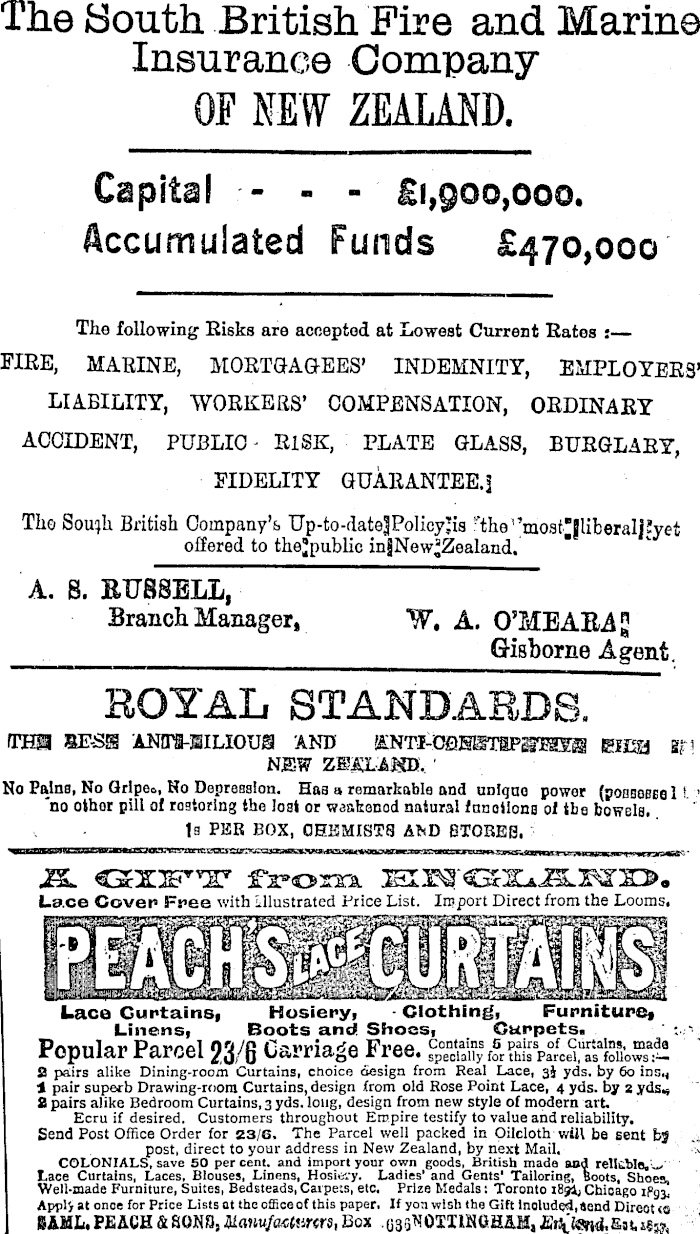 The South British Fire and Marine
Insurance Company
OF NEW ZEALAND.
Capital - - - £1,900,000.
Accumulated Funds £470,000
The following Risks are accepted at Lowest Current Rates :—
FIRE, MARINE, MORTGAGEES' INDEMNITY, EMPLOYERS'
LIABILITY, WORKERS' COMPENSATION, ORDINARY
ACCIDENT, PUBLIC RISK, PLATE GLASS, BURGLARY,
FIDELITY GUARANTEE.
The South British Company's Up-to-date Policy is the most liberal yet
offered to the public in New Zealand.
A. S. RUSSELL,
Branch Manager,
W. A. O'MEARA
Gisborne Agent.
ROYAL STANDARDS.
THE BEST ANTI-BILIOUS AND ANTI-CONSTIPATIVE PILL
NEW ZEALAND.
No Pains, No Gripes, No Depression. Has a remarkable and unique power (possessed
no other pill of restoring the lost or weakened natural functions of the bowels.
1s PER BOX, CHEMISTS AND STORES.
A GIFT from ENGLAND.
Lace Cover Free with Illustrated Price List. Import Direct from the Looms.
PEACH'S LACE CURTAINS
Lace Curtains, Hosiery, Clothing, Furniture,
Linens, Boots and Shoes, Carpets.
Popular Parcel 23/6 Carriage Free. Contains 5 pairs of Curtains, made
specially for this Parcel, as follows:—
2 pairs alike Dining-room Curtains, choice design from Real Lace, 3½ yds. by 60 ins.,
1 pair superb Drawing-room Curtains, design from old Rose Point Lace, 4 yds. by 2 yds.,
2 pairs alike Bedroom Curtains, 3 yds. long, design from new style of modern art.
Ecru if desired. Customers throughout Empire testify to value and reliability.
Send Post Office Order for 23/6. The Parcel well packed in Oilcloth will be sent by
post, direct to your address in New Zealand, by next Mail.
COLONIALS, save 50 per cent. and import your own goods, British made and reliable.
Lace Curtains, Laces, Blouses, Linens, Hosiery. Ladies' and Gents' Tailoring, Boots, Shoes,
Well-made Furniture, Suites, Bedsteads, Carpets, etc. Prize Medals: Toronto 1892, Chicago 1893.
Apply at once for Price Lists at the office of this paper. If you wish the Gift Included, send Direct to
SAML. PEACH & SONS, Manufacturers, Box 636 NOTTINGHAM, England. Est. 1857.